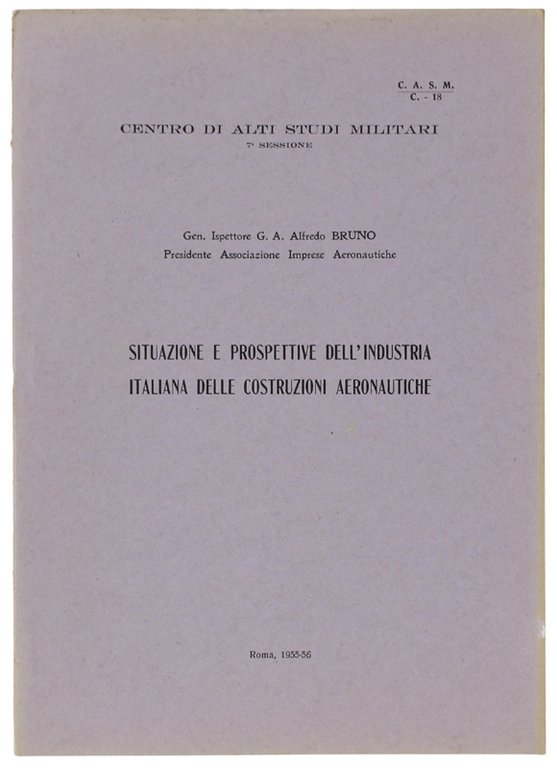 C. A. S. M.
C. - 18
CENTRO DI ALTI STUDI MILITARI
7ª SESSIONE
Gen. Ispettore G. A. Alfredo BRUNO
Presidente Associazione Imprese Aeronautiche
SITUAZIONE E PROSPETTIVE DELL'INDUSTRIA
ITALIANA DELLE COSTRUZIONI AERONAUTICHE
Roma, 1955-56